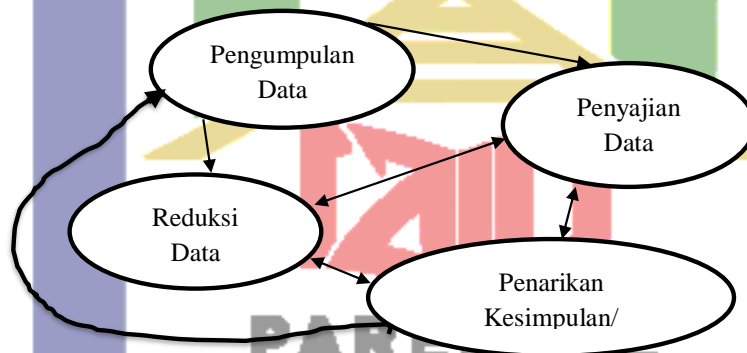 Pengumpulan
Data
Penyajian
Data
Reduksi
Data
Penarikan
Kesimpulan/